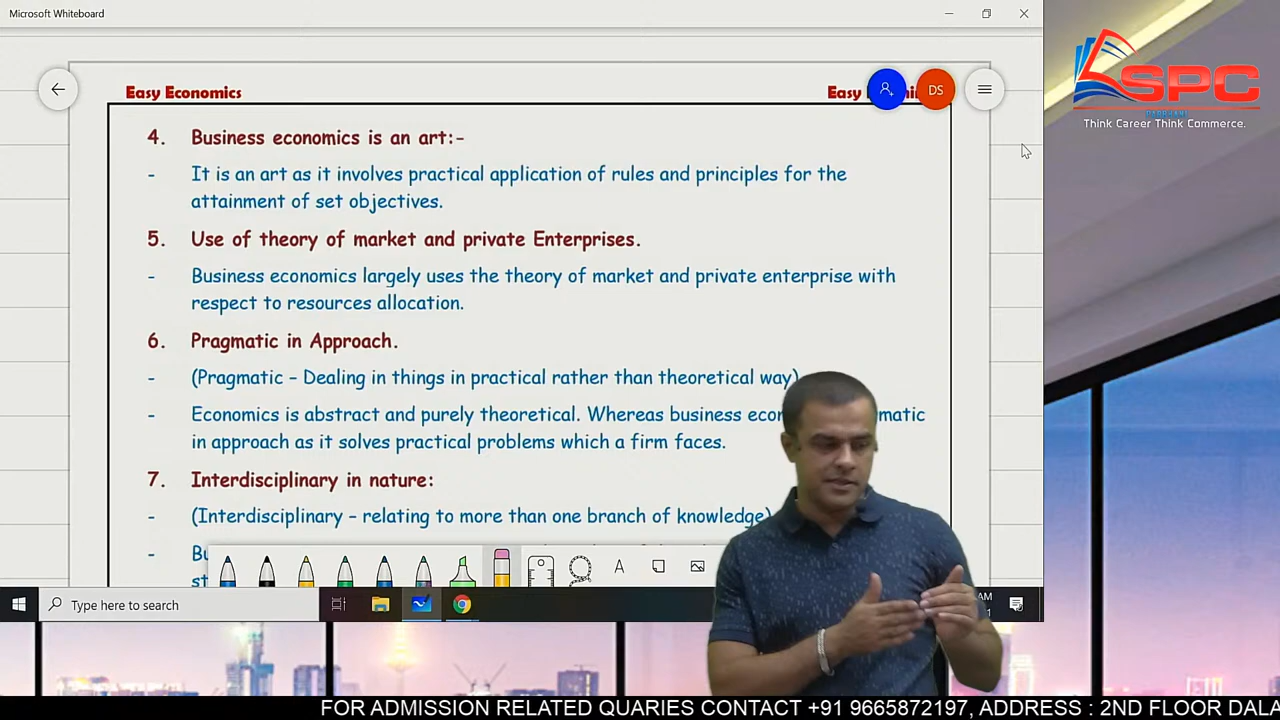 Microsoft Whiteboard
SPC
PARBHANI
Think Career Think Commerce.
Easy Economics
Easy
DS
4. Business economics is an art:-
- It is an art as it involves practical application of rules and principles for the
attainment of set objectives.
5. Use of theory of market and private Enterprises.
- Business economics largely uses the theory of market and private enterprise with
respect to resources allocation.
6. Pragmatic in Approach.
- (Pragmatic – Dealing in things in practical rather than theoretical way)
- Economics is abstract and purely theoretical. Whereas business econ matic
in approach as it solves practical problems which a firm faces.
7. Interdisciplinary in nature:
- (Interdisciplinary – relating to more than one branch of knowledge)
- Bu
st
A
Type here to search
AM
1
FOR ADMISSION RELATED QUARIES CONTACT +91 9665872197, ADDRESS : 2ND FLOOR DALA